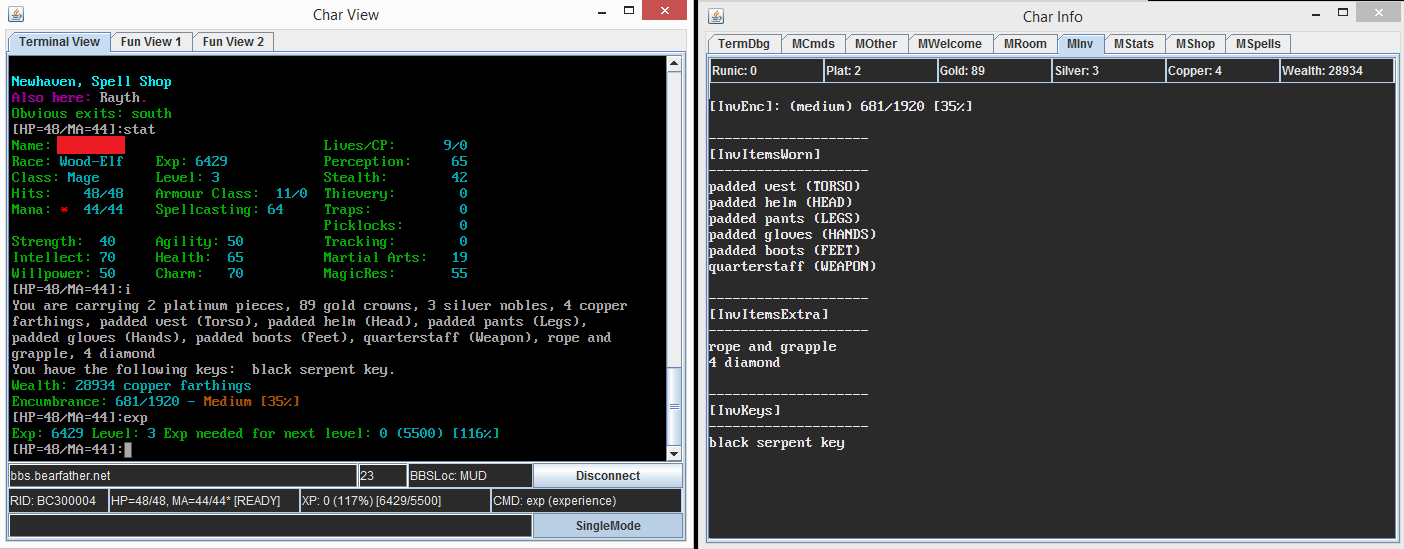 Char View
Terminal View Fun View 1 Fun View 2
Newhaven, Spell Shop
Also here: Rayth.
Obvious exits: south
[HP=48/MA=44]:stat
Name: Lives/CP: 9/0
Race: Wood-Elf Exp: 6429 Perception: 65
Class: Mage Level: 3 Stealth: 42
Hits: 48/48 Armour Class: 11/0 Thievery: 0
Mana: * 44/44 Spellcasting: 64 Traps: 0
Picklocks: 0
Strength: 40 Agility: 50 Tracking: 0
Intellect: 70 Health: 65 Martial Arts: 19
Willpower: 50 Charm: 70 MagicRes: 55
[HP=48/MA=44]:i
You are carrying 2 platinum pieces, 89 gold crowns, 3 silver nobles, 4 copper
farthings, padded vest (Torso), padded helm (Head), padded pants (Legs),
padded gloves (Hands), padded boots (Feet), quarterstaff (Weapon), rope and
grapple, 4 diamond
You have the following keys: black serpent key.
Wealth: 28934 copper farthings
Encumbrance: 681/1920 - Medium [35%]
[HP=48/MA=44]:exp
Exp: 6429 Level: 3 Exp needed for next level: 0 (5500) [116%]
[HP=48/MA=44]:
bbs.bearfather.net 23 BBSLoc: MUD Disconnect
RID: BC300004 HP=48/48, MA=44/44* [READY] XP: 0 (117%) [6429/5500] CMD: exp (experience)
SingleMode
Char Info
TermDbg MCmds MOther MWelcome MRoom MInv MStats MShop MSpells
Runic: 0 Plat: 2 Gold: 89 Silver: 3 Copper: 4 Wealth: 28934
[InvEnc]: (medium) 681/1920 [35%]
--------------------
[InvItemsWorn]
--------------------
padded vest (TORSO)
padded helm (HEAD)
padded pants (LEGS)
padded gloves (HANDS)
padded boots (FEET)
quarterstaff (WEAPON)
--------------------
[InvItemsExtra]
--------------------
rope and grapple
4 diamond
--------------------
[InvKeys]
--------------------
black serpent key